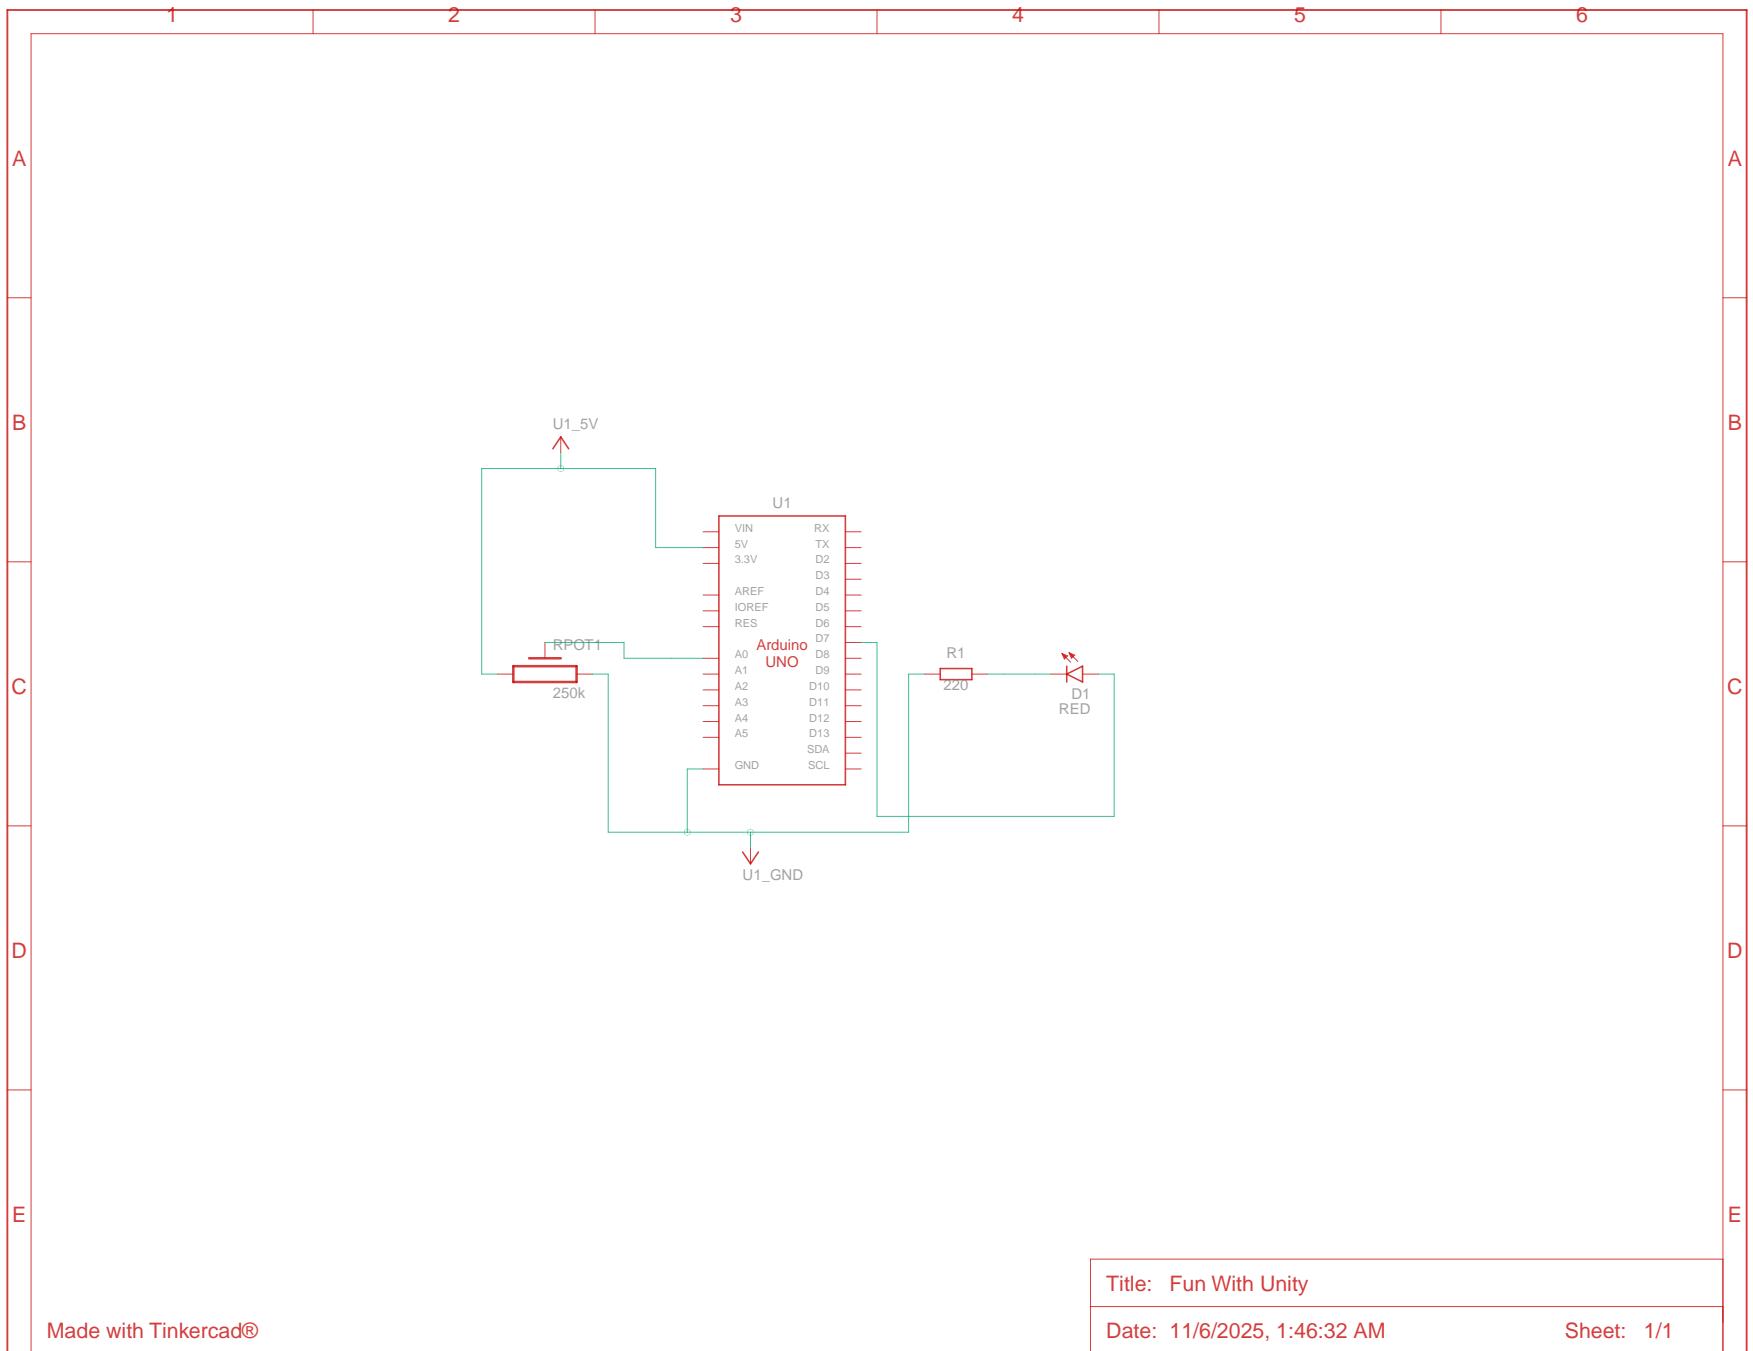 1 2 3 4 5 6
A A
B B
U1_5V
U1
VIN RX
5V TX
3.3V D2
D3
AREF D4
IOREF D5
RES D6
D7
A0 D8
A1 D9
A2 D10
A3 D11
A4 D12
A5 D13
SDA
GND SCL
Arduino
UNO
RPOT1
250k
R1
220
D1
RED
C C
U1_GND
D D
E E
Title: Fun With Unity
Made with Tinkercad®
Date: 11/6/2025, 1:46:32 AM Sheet: 1/1